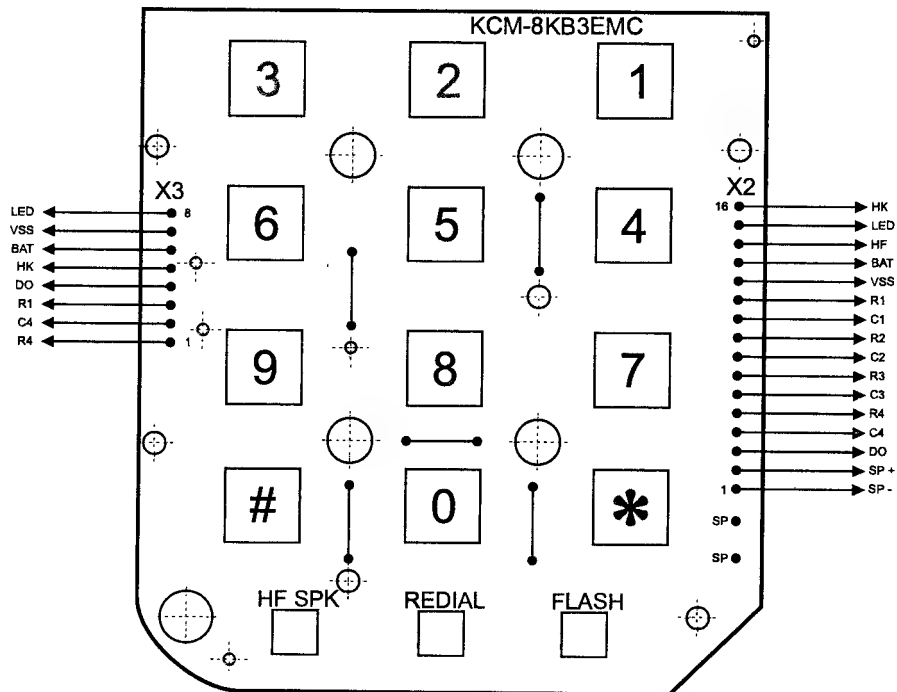 KCM-8KB3EMC
3 2 1
X3 X2
LED 8 6 5 4 16 HK
VSS LED
BAT HF
HK BAT
DO VSS
R1 R1
C4 C1
R4 1 R2
9 8 7 C2
R3
C3
R4
C4
DO
SP +
# 0 * 1 SP -
SP
SP
HF SPK REDIAL FLASH